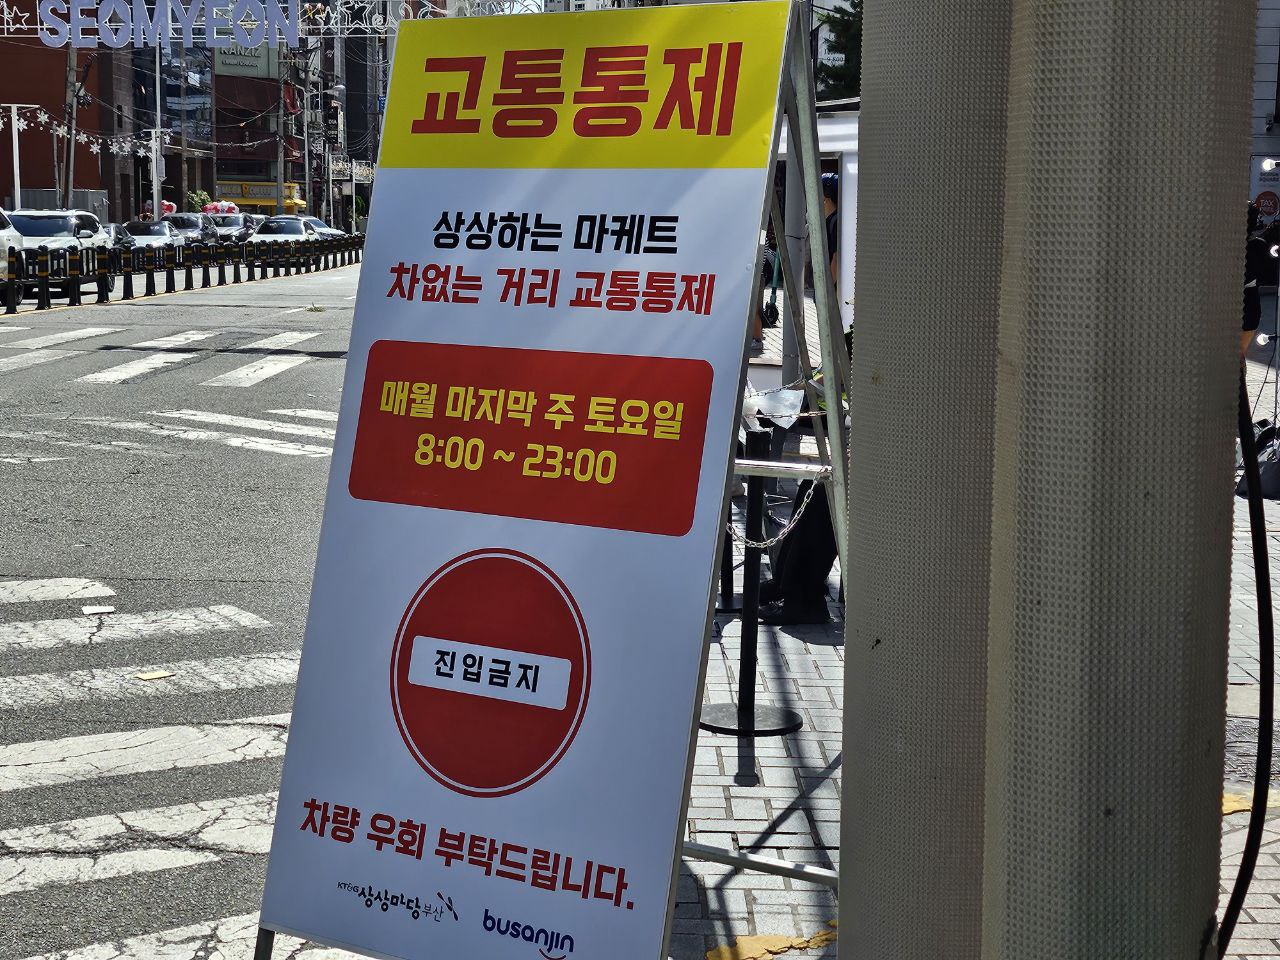 SEOMYEON
KANZIZ
교통통제
상상하는 마케트
차없는 거리 교통통제
매월 마지막 주 토요일
8:00 ~ 23:00
진입금지
차량 우회 부탁드립니다.
KT&G 상상마당 부산
busanjin
TAX